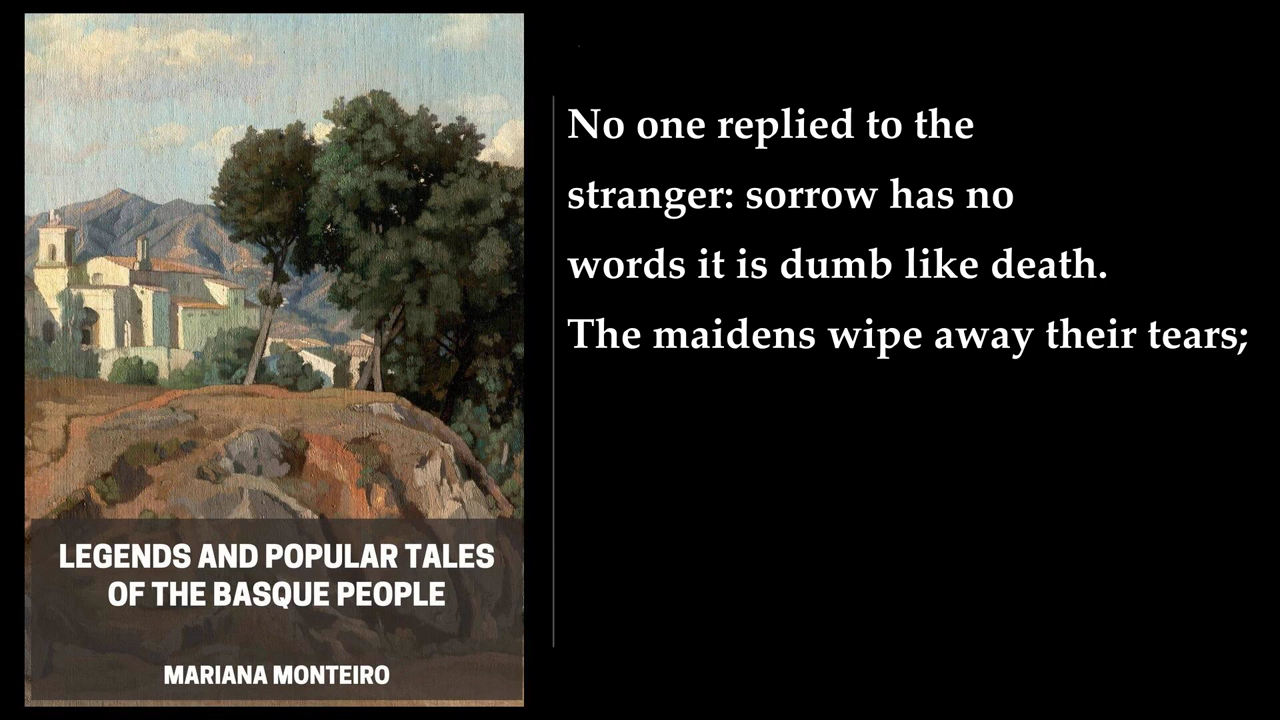 No one replied to the
stranger: sorrow has no
words it is dumb like death.
The maidens wipe away their tears;
LEGENDS AND POPULAR TALES
OF THE BASQUE PEOPLE
MARIANA MONTEIRO